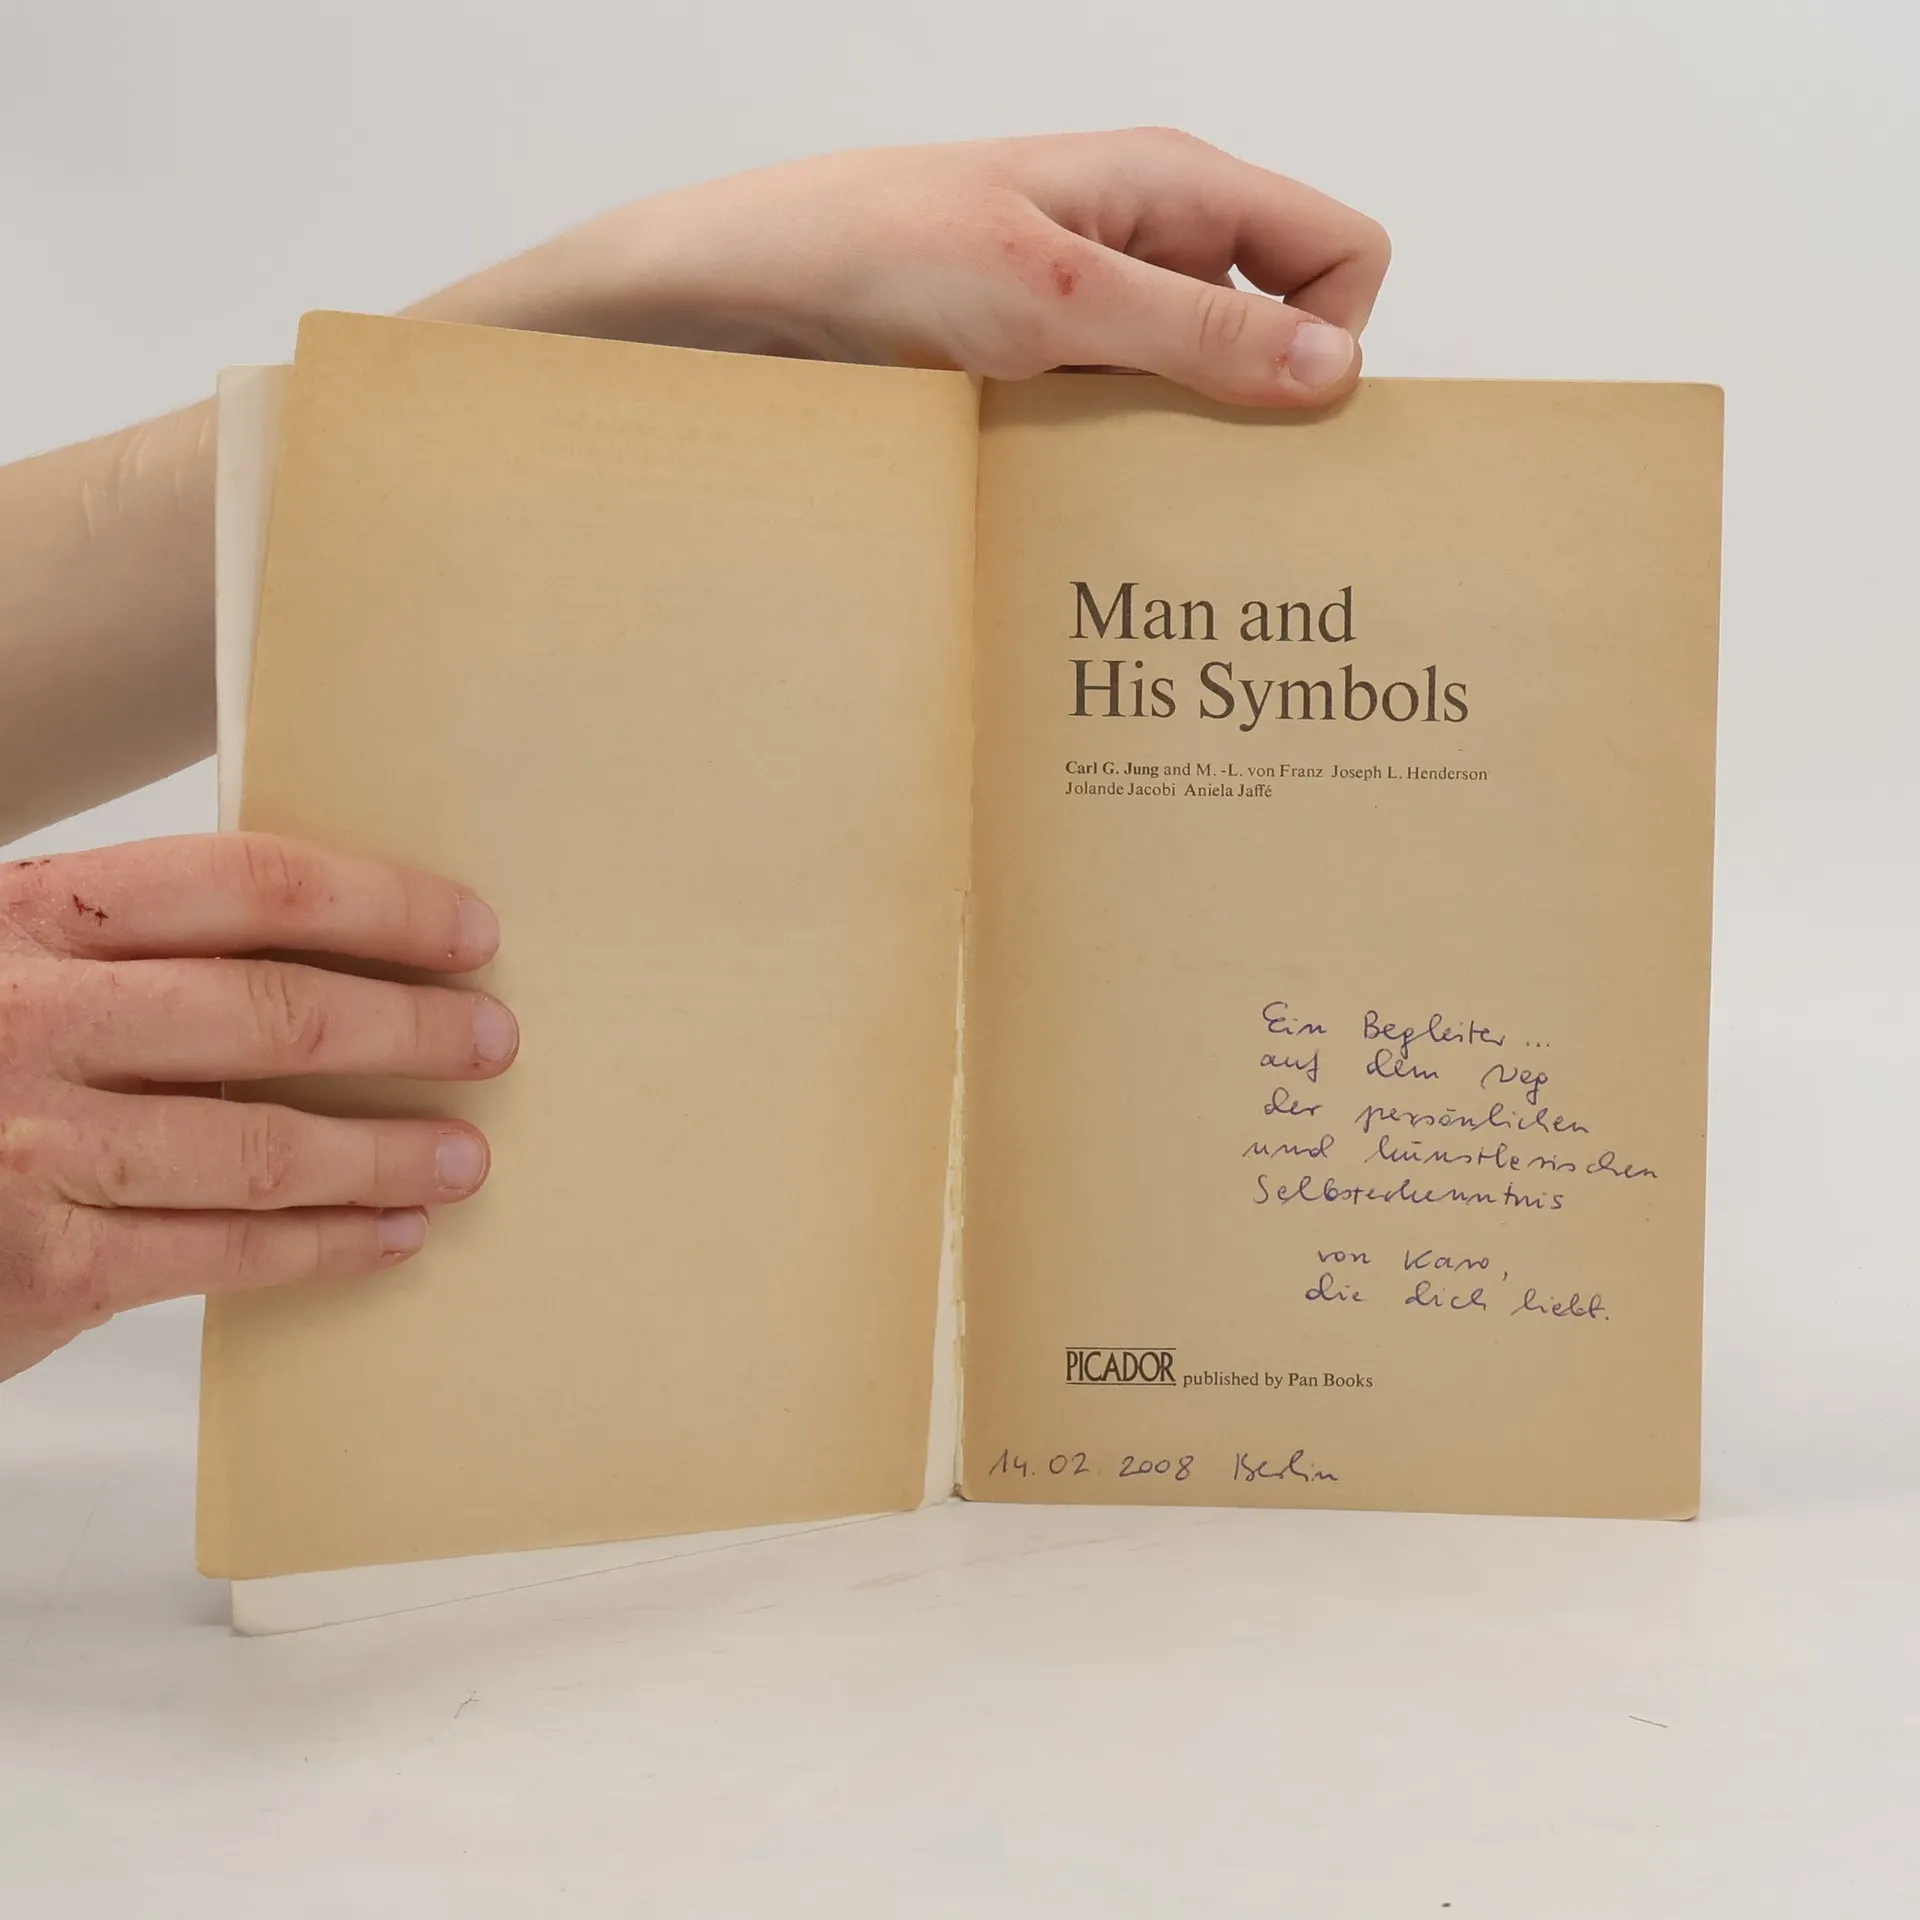 Man and
His Symbols
Carl G. Jung and M. -L. von Franz Joseph L. Henderson
Jolande Jacobi Aniela Jaffé
Ein Begleiter ...
auf dem Weg
der persönlichen
und künstlerischen
Selbsterkenntnis
von Karo,
die dich liebt.
PICADOR published by Pan Books
14.02.2008 Berlin